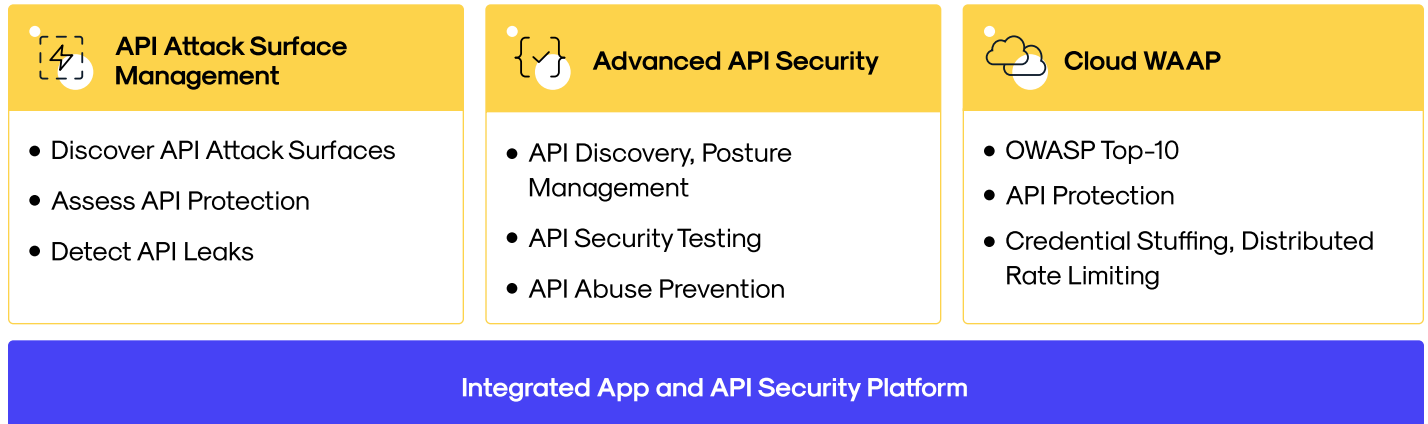 API Attack Surface
Management
• Discover API Attack Surfaces
• Assess API Protection
• Detect API Leaks
Advanced API Security
• API Discovery, Posture
Management
• API Security Testing
• API Abuse Prevention
Cloud WAAP
• OWASP Top-10
• API Protection
• Credential Stuffing, Distributed
Rate Limiting
Integrated App and API Security Platform